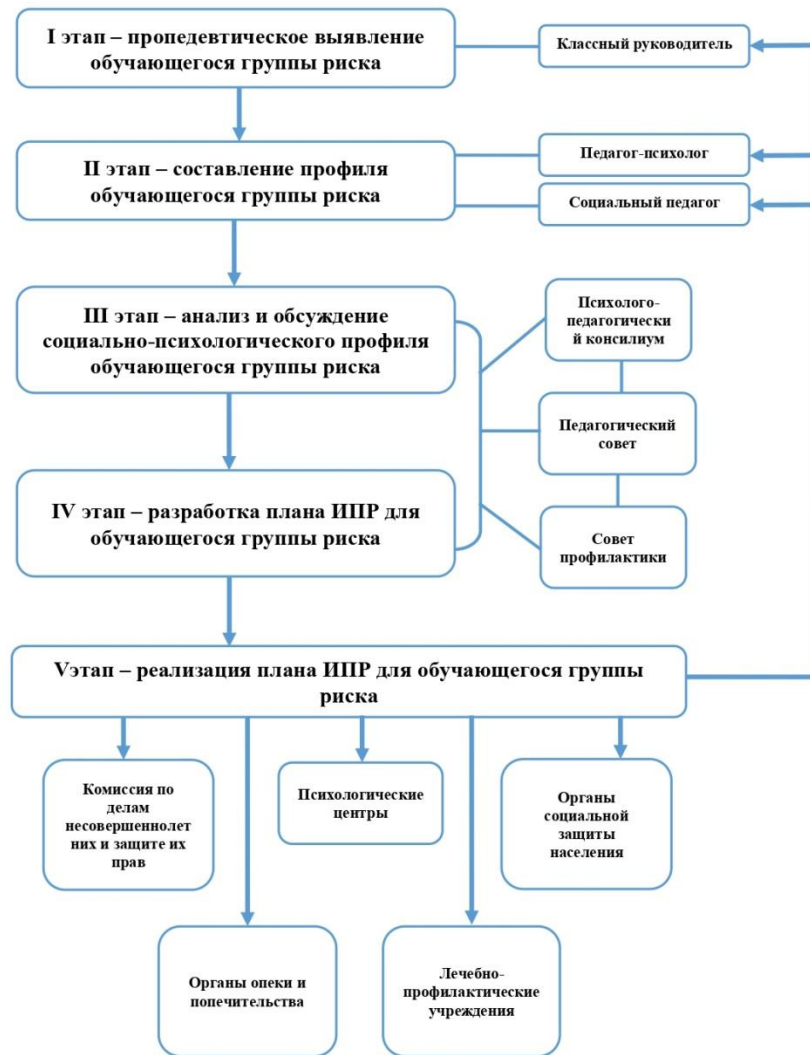 I этап – пропедевтическое выявление
обучающегося группы риска
Классный руководитель
II этап – составление профиля
обучающегося группы риска
Педагог-психолог
Социальный педагог
III этап – анализ и обсуждение
социально-психологического профиля
обучающегося группы риска
Психолого-
педагогически
й консилиум
Педагогический
совет
IV этап – разработка плана ИПР для
обучающегося группы риска
Совет
профилактики
Vэтап – реализация плана ИПР для обучающегося группы
риска
Комиссия по
делам
несовершеннолет
них и защите их
прав
Психологические
центры
Органы
социальной
защиты
населения
Органы опеки и
попечительства
Лечебно-
профилактические
учреждения